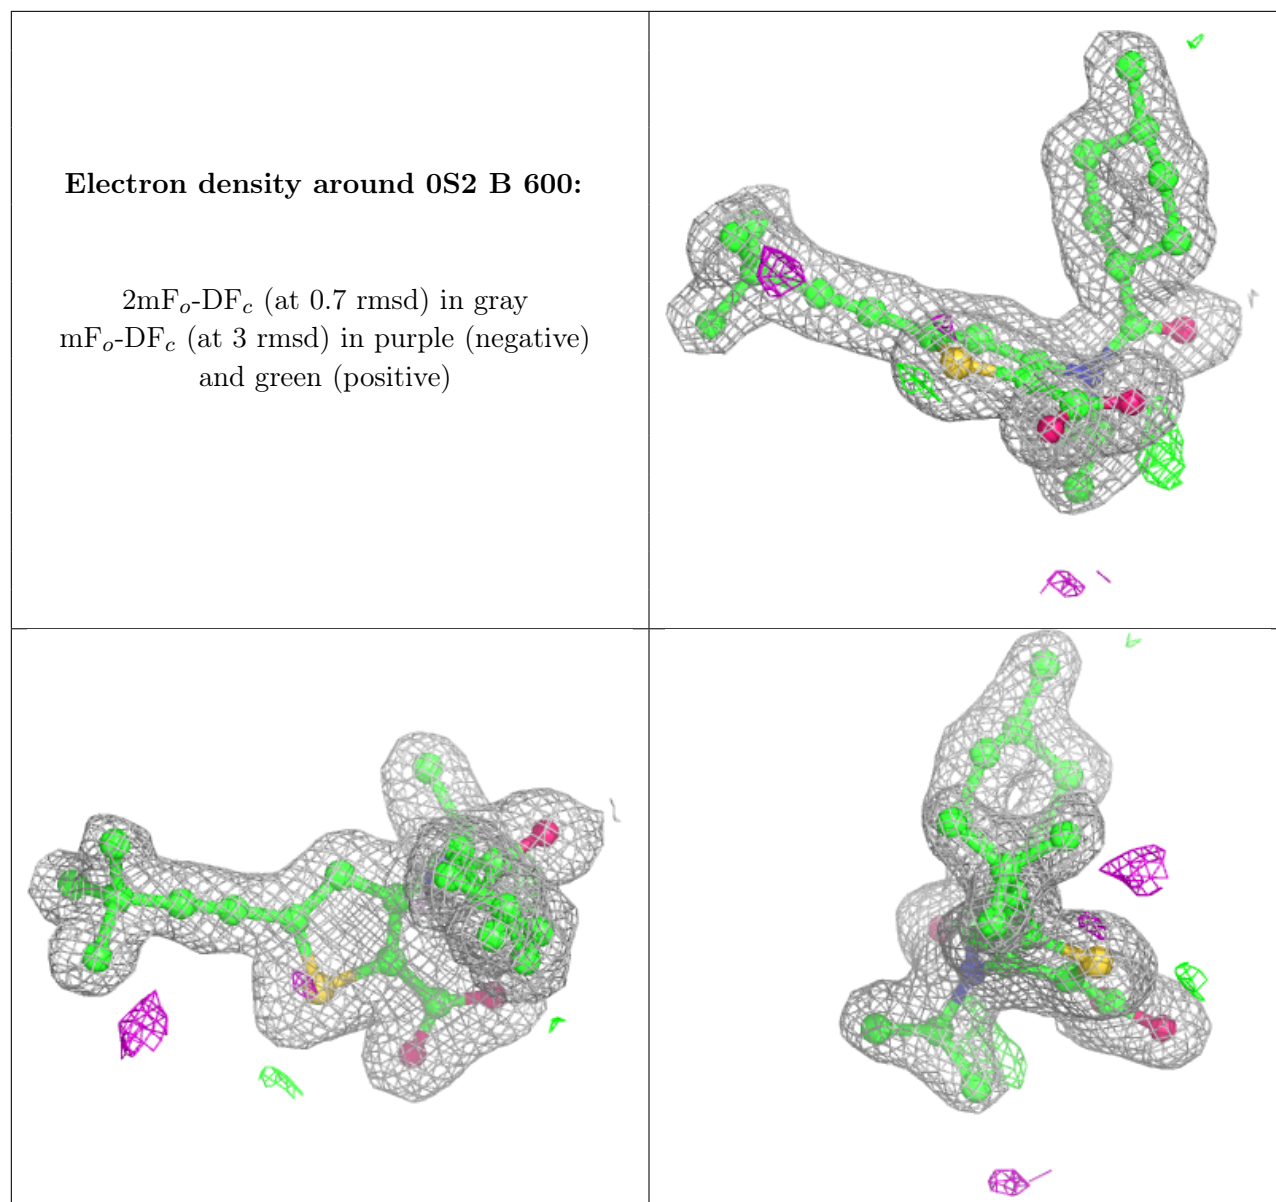 Electron density around 0S2 B 600:
2mFo-DFc (at 0.7 rmsd) in gray
mFo-DFc (at 3 rmsd) in purple (negative)
and green (positive)